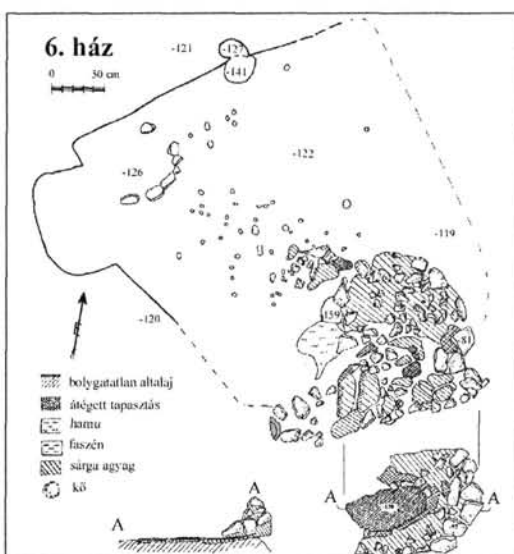 6. ház
0 50 cm
-121
-127
-141
-126
-122
-119
-120
159
-81
bolygatatlan altalaj
átégett tapasztás
hamu
faszén
sárga agyag
kő
A A
A A